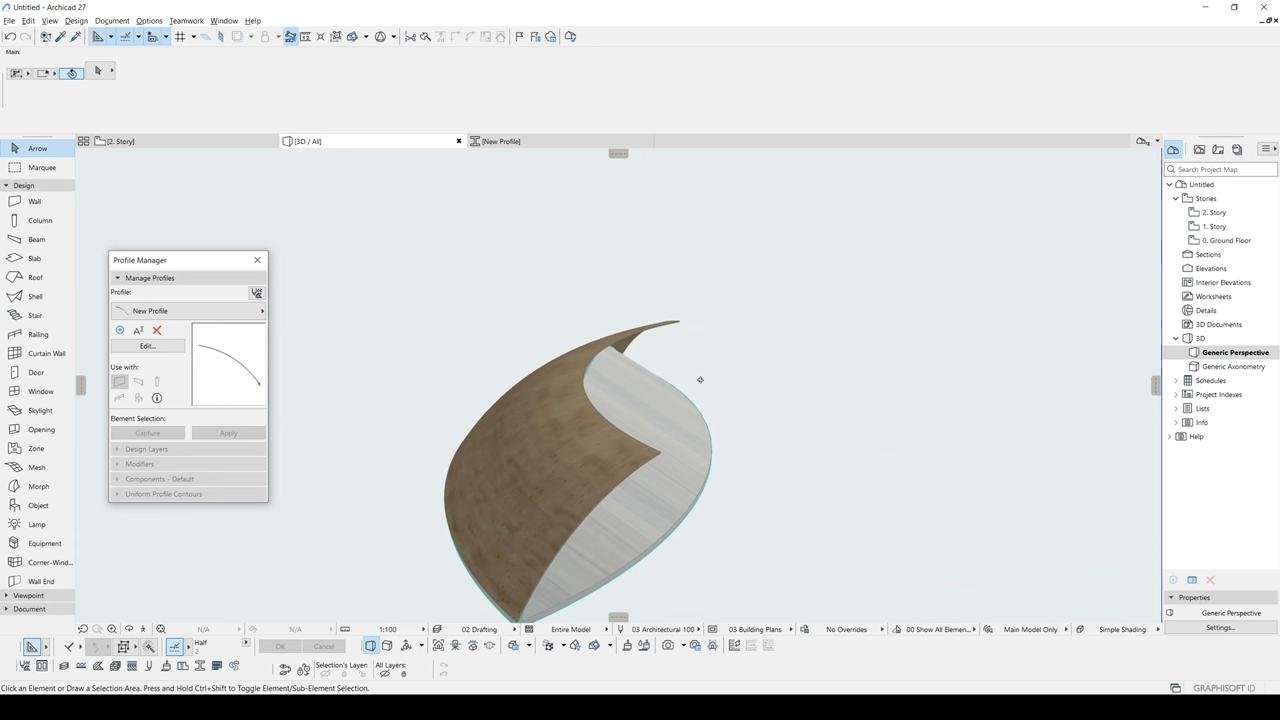 Untitled - Archicad 27
File Edit View Design Document Options Teamwork Window Help
Main:
[2. Story] [3D / All] [New Profile]
Arrow
Marquee
Design
Wall
Column
Beam
Slab
Roof
Shell
Stair
Railing
Curtain Wall
Door
Window
Skylight
Opening
Zone
Mesh
Morph
Object
Lamp
Equipment
Corner-Wind...
Wall End
Viewpoint
Document
Profile Manager
Manage Profiles
Profile:
New Profile
Edit...
Use with:
Element Selection:
Capture Apply
Design Layers
Modifiers
Components - Default
Uniform Profile Contours
Search Project Map
Untitled
Stories
2. Story
1. Story
0. Ground Floor
Sections
Elevations
Interior Elevations
Worksheets
Details
3D Documents
3D
Generic Perspective
Generic Axonometry
Schedules
Project Indexes
Lists
Info
Help
Properties
Generic Perspective
Settings...
N/A N/A 1:100 02 Drafting Entire Model 03 Architectural 100 03 Building Plans No Overrides 00 Show All Elemen... Main Model Only Simple Shading
Half
2
OK Cancel
Selection's Layer: All Layers:
Click an Element or Draw a Selection Area. Press and Hold Ctrl+Shift to Toggle Element/Sub-Element Selection.
GRAPHISOFT ID